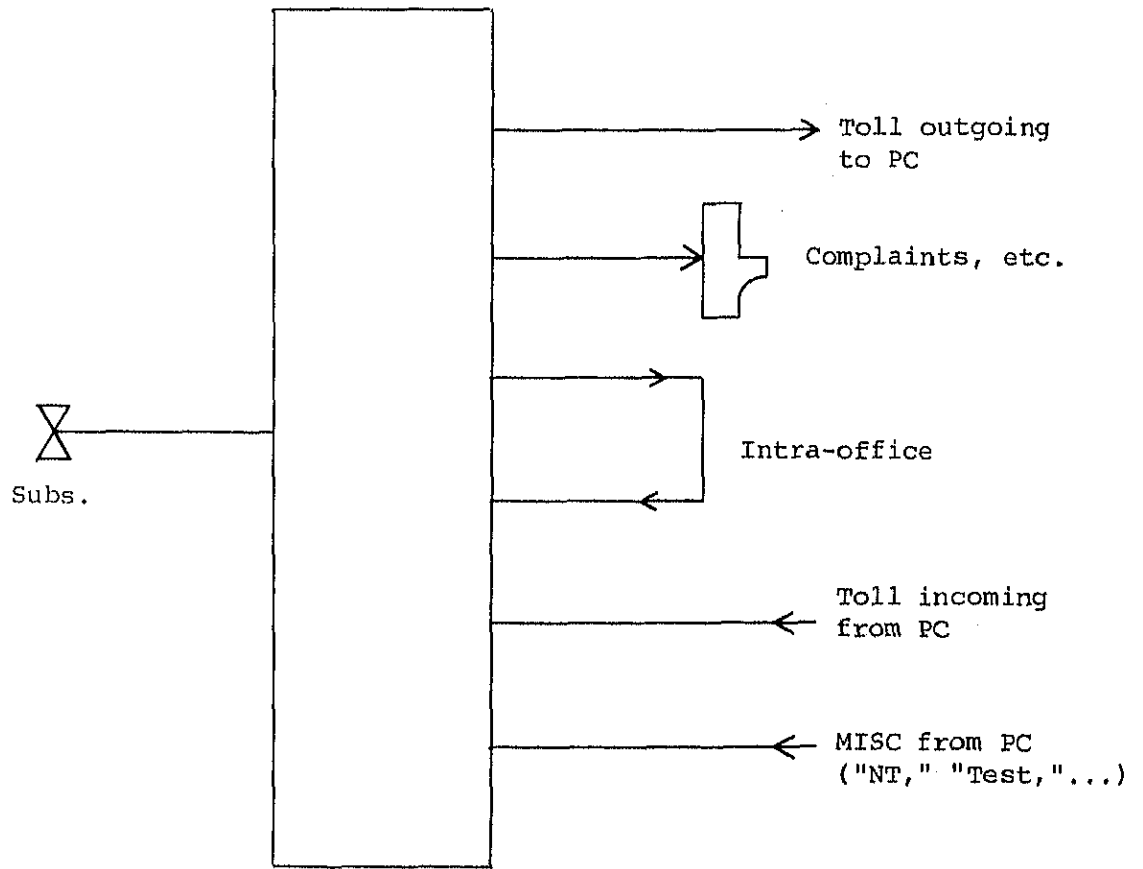 Toll outgoing
to PC
Complaints, etc.
Intra-office
Subs.
Toll incoming
from PC
MISC from PC
("NT," "Test,"...)